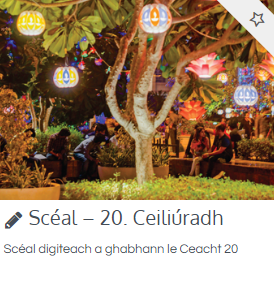 Scéal – 20. Ceiliúradh
Scéal digiteach a ghabhann le Ceacht 20